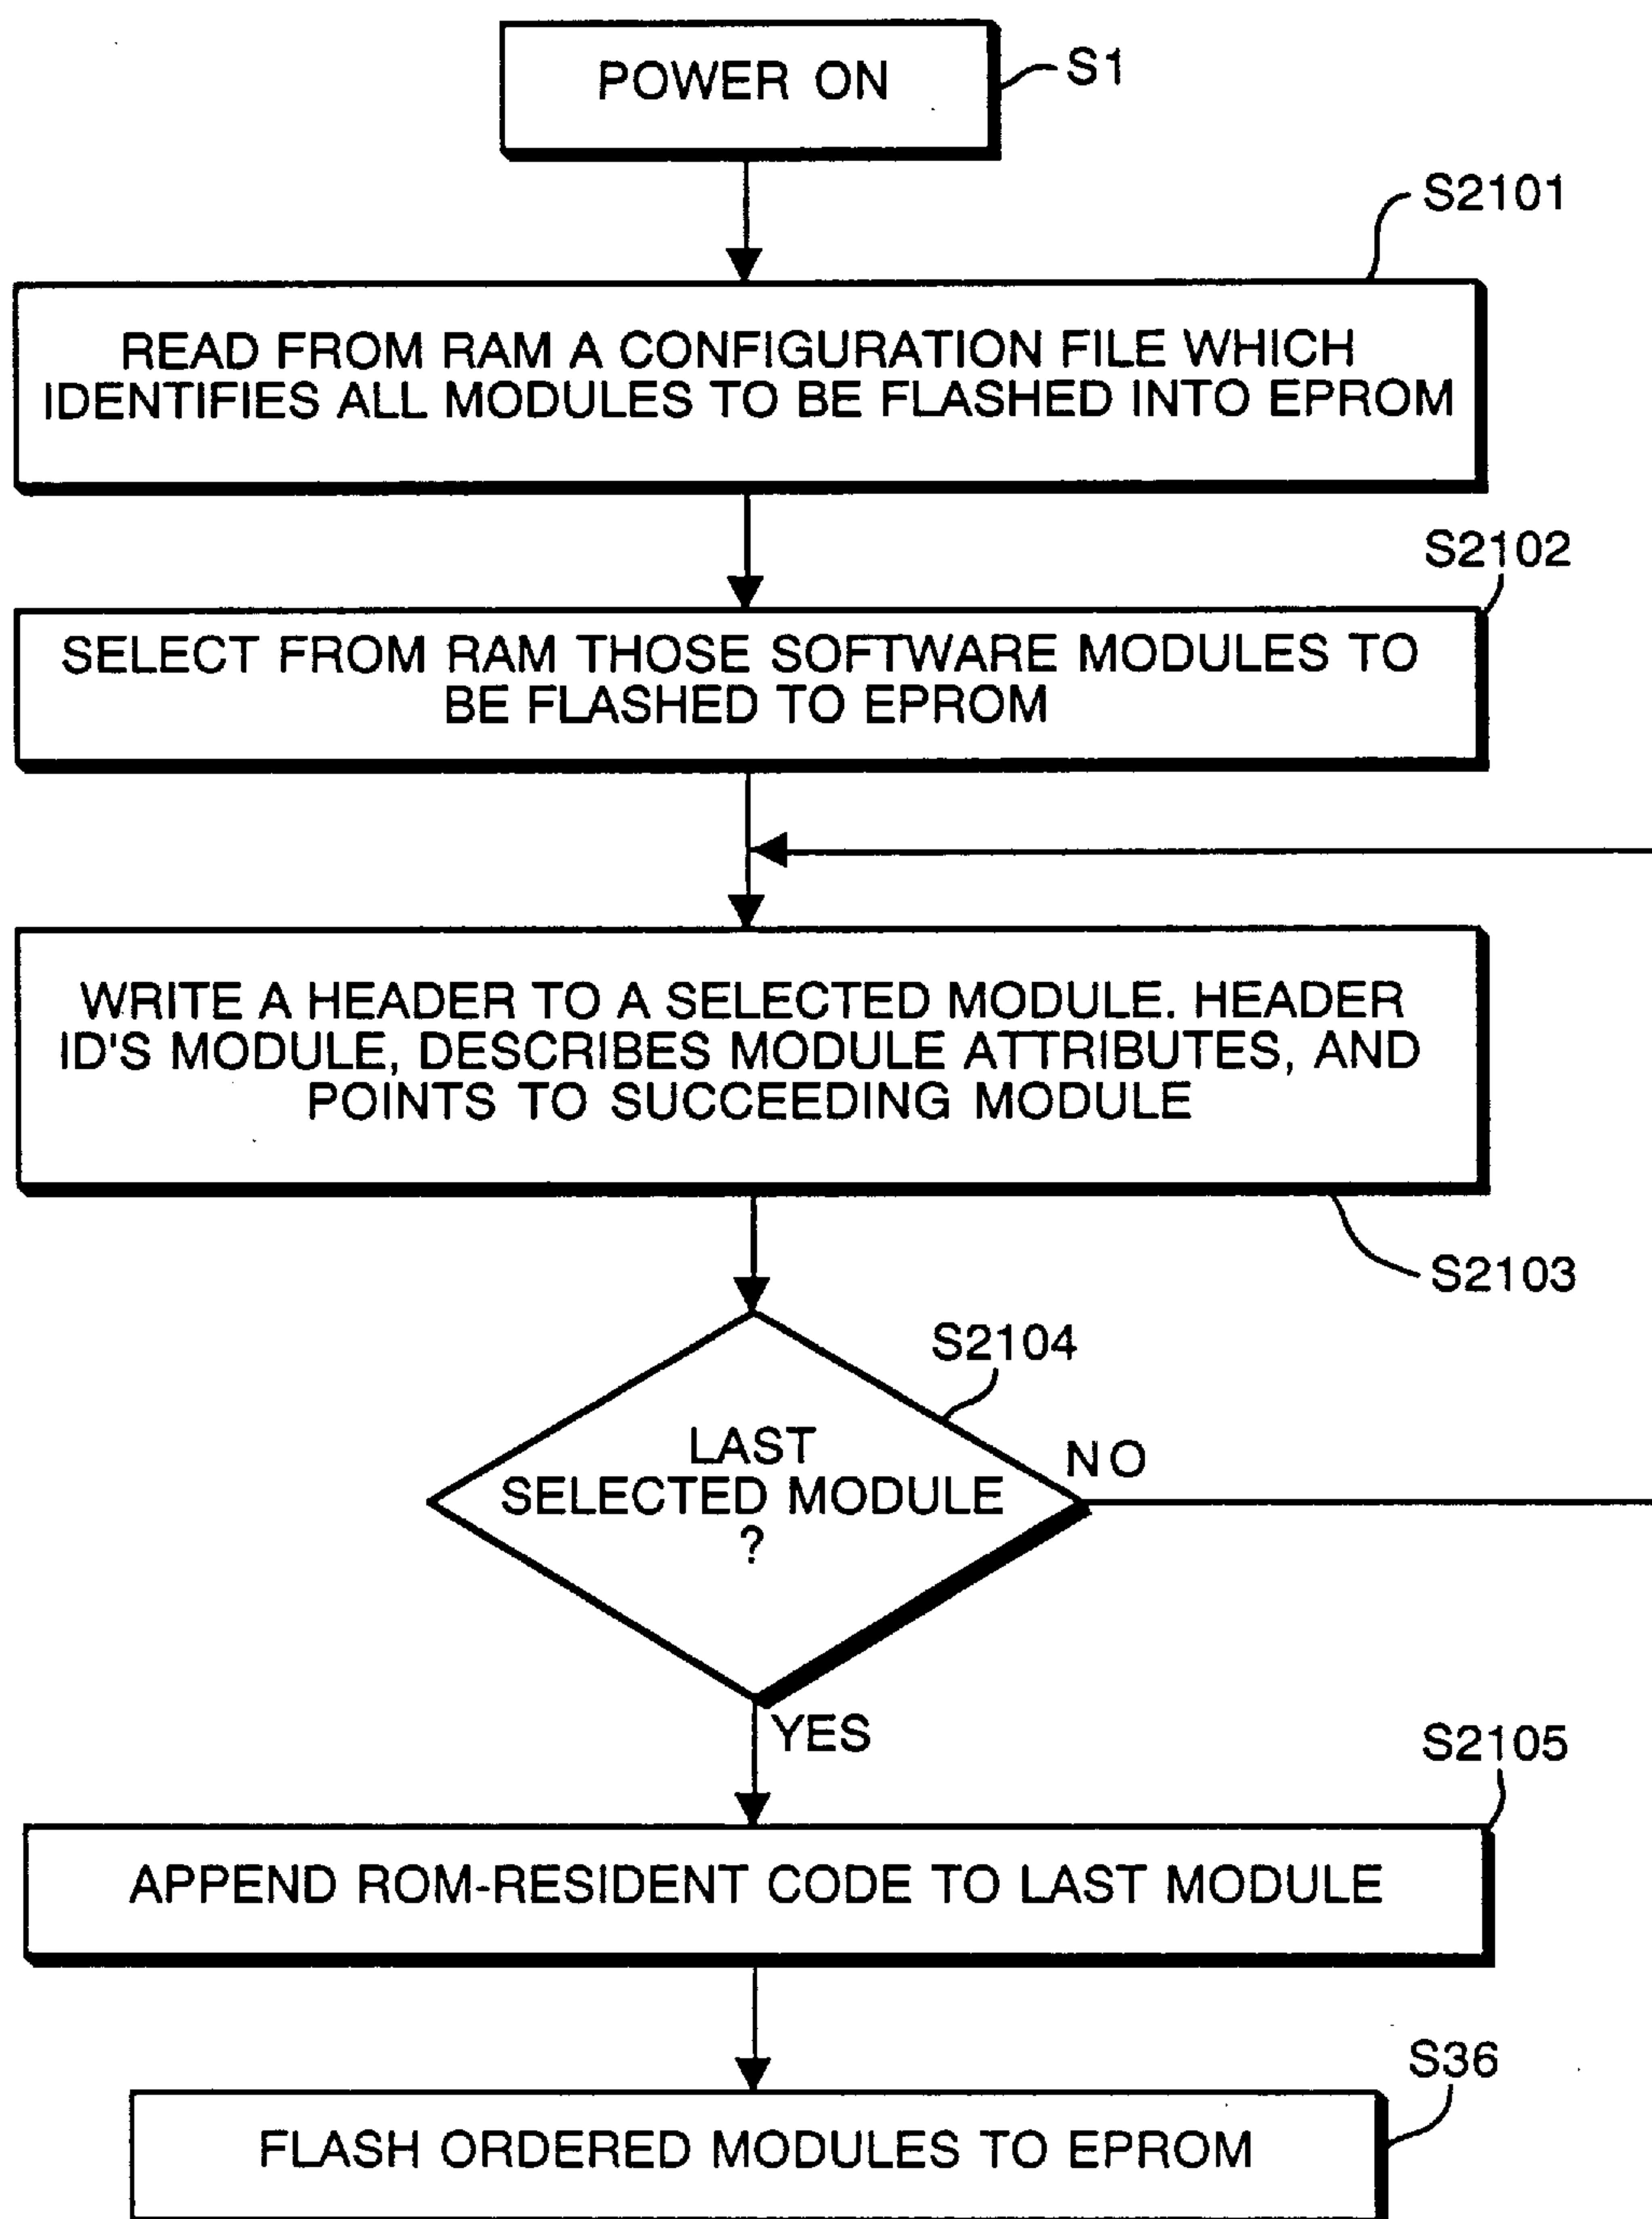 POWER ON
S1
S2101
READ FROM RAM A CONFIGURATION FILE WHICH
IDENTIFIES ALL MODULES TO BE FLASHED INTO EPROM
S2102
SELECT FROM RAM THOSE SOFTWARE MODULES TO
BE FLASHED TO EPROM
WRITE A HEADER TO A SELECTED MODULE. HEADER
ID'S MODULE, DESCRIBES MODULE ATTRIBUTES, AND
POINTS TO SUCCEEDING MODULE
S2103
S2104
LAST
SELECTED MODULE
?
NO
YES
S2105
APPEND ROM-RESIDENT CODE TO LAST MODULE
S36
FLASH ORDERED MODULES TO EPROM